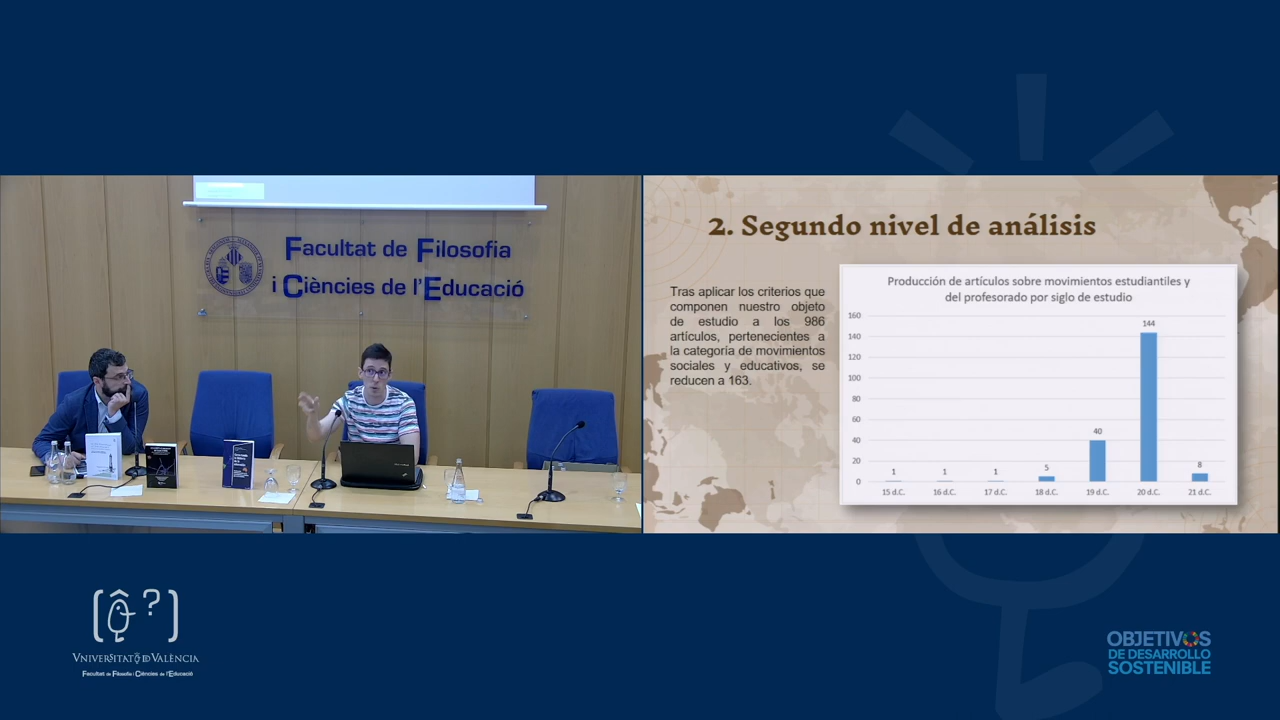 Facultat de Filosofia
i Ciències de l'Educació
2. Segundo nivel de análisis
Tras aplicar los criterios que
componen nuestro objeto
de estudio a los 986
artículos, pertenecientes a
la categoría de movimientos
sociales y educativos, se
reducen a 163.
Producción de artículos sobre movimientos estudiantiles y
del profesorado por siglo de estudio
160
140
120
100
80
60
40
20
0
1
1
1
5
40
144
8
15 d.C.
16 d.C.
17 d.C.
18 d.C.
19 d.C.
20 d.C.
21 d.C.
[?]
VNIVERSITAT ID VALÈNCIA
Facultat de Filosofia i Ciències de l'Educació
OBJETIVOS
DE DESARROLLO
SOSTENIBLE